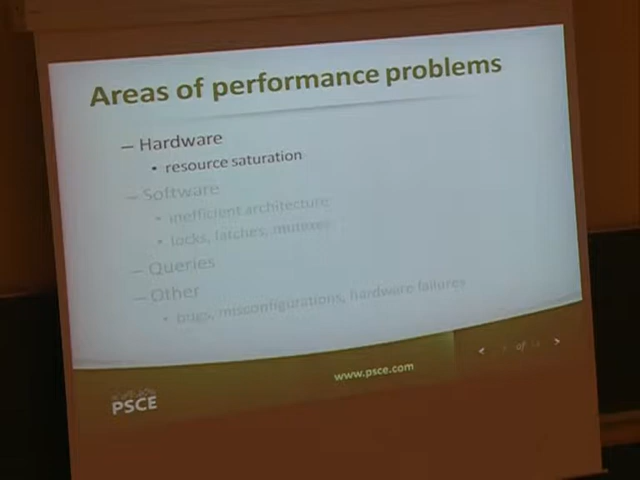 Areas of performance problems
– Hardware
• resource saturation
– Software
• inefficient architecture
• locks, latches, mutexes
– Queries
– Other
• bugs, misconfigurations, hardware failures
< of >
www.psce.com
PSCE